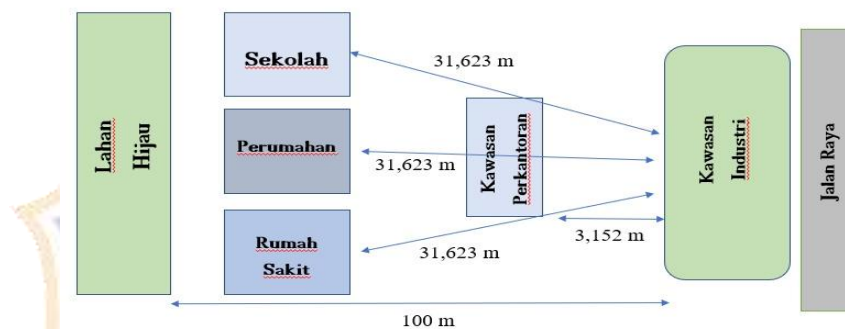 Sekolah
31,623 m
Lahan
Hijau
Perumahan
31,623 m
Kawasan
Perkantoran
Kawasan
Industri
Jalan Raya
Rumah
Sakit
31,623 m
3,152 m
100 m